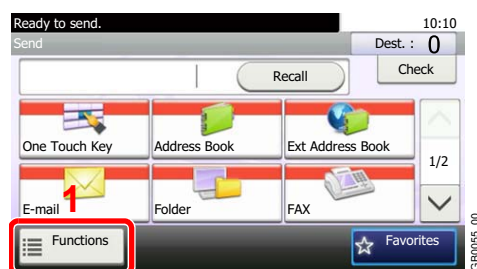 Ready to send.
10:10
Send
Dest. : 0
Recall
Check
One Touch Key
Address Book
Ext Address Book
1/2
E-mail
1
Folder
FAX
Functions
Favorites
GB0055_00